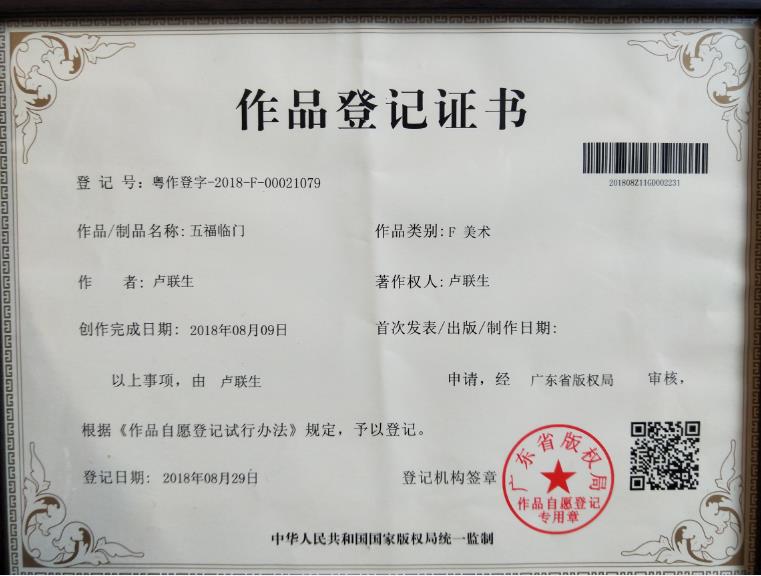 作品登记证书
201808Z11G0002231
登 记 号：粤作登字-2018-F-00021079
作品/制品名称: 五福临门
作品类别: F 美术
作 者: 卢联生
著作权人: 卢联生
创作完成日期: 2018年08月09日
首次发表/出版/制作日期:
以上事项，由 卢联生 申请，经 广东省版权局 审核，
根据《作品自愿登记试行办法》规定，予以登记。
登记日期: 2018年08月29日
登记机构签章
广东省版权局
作品自愿登记
专用章
中华人民共和国国家版权局统一监制